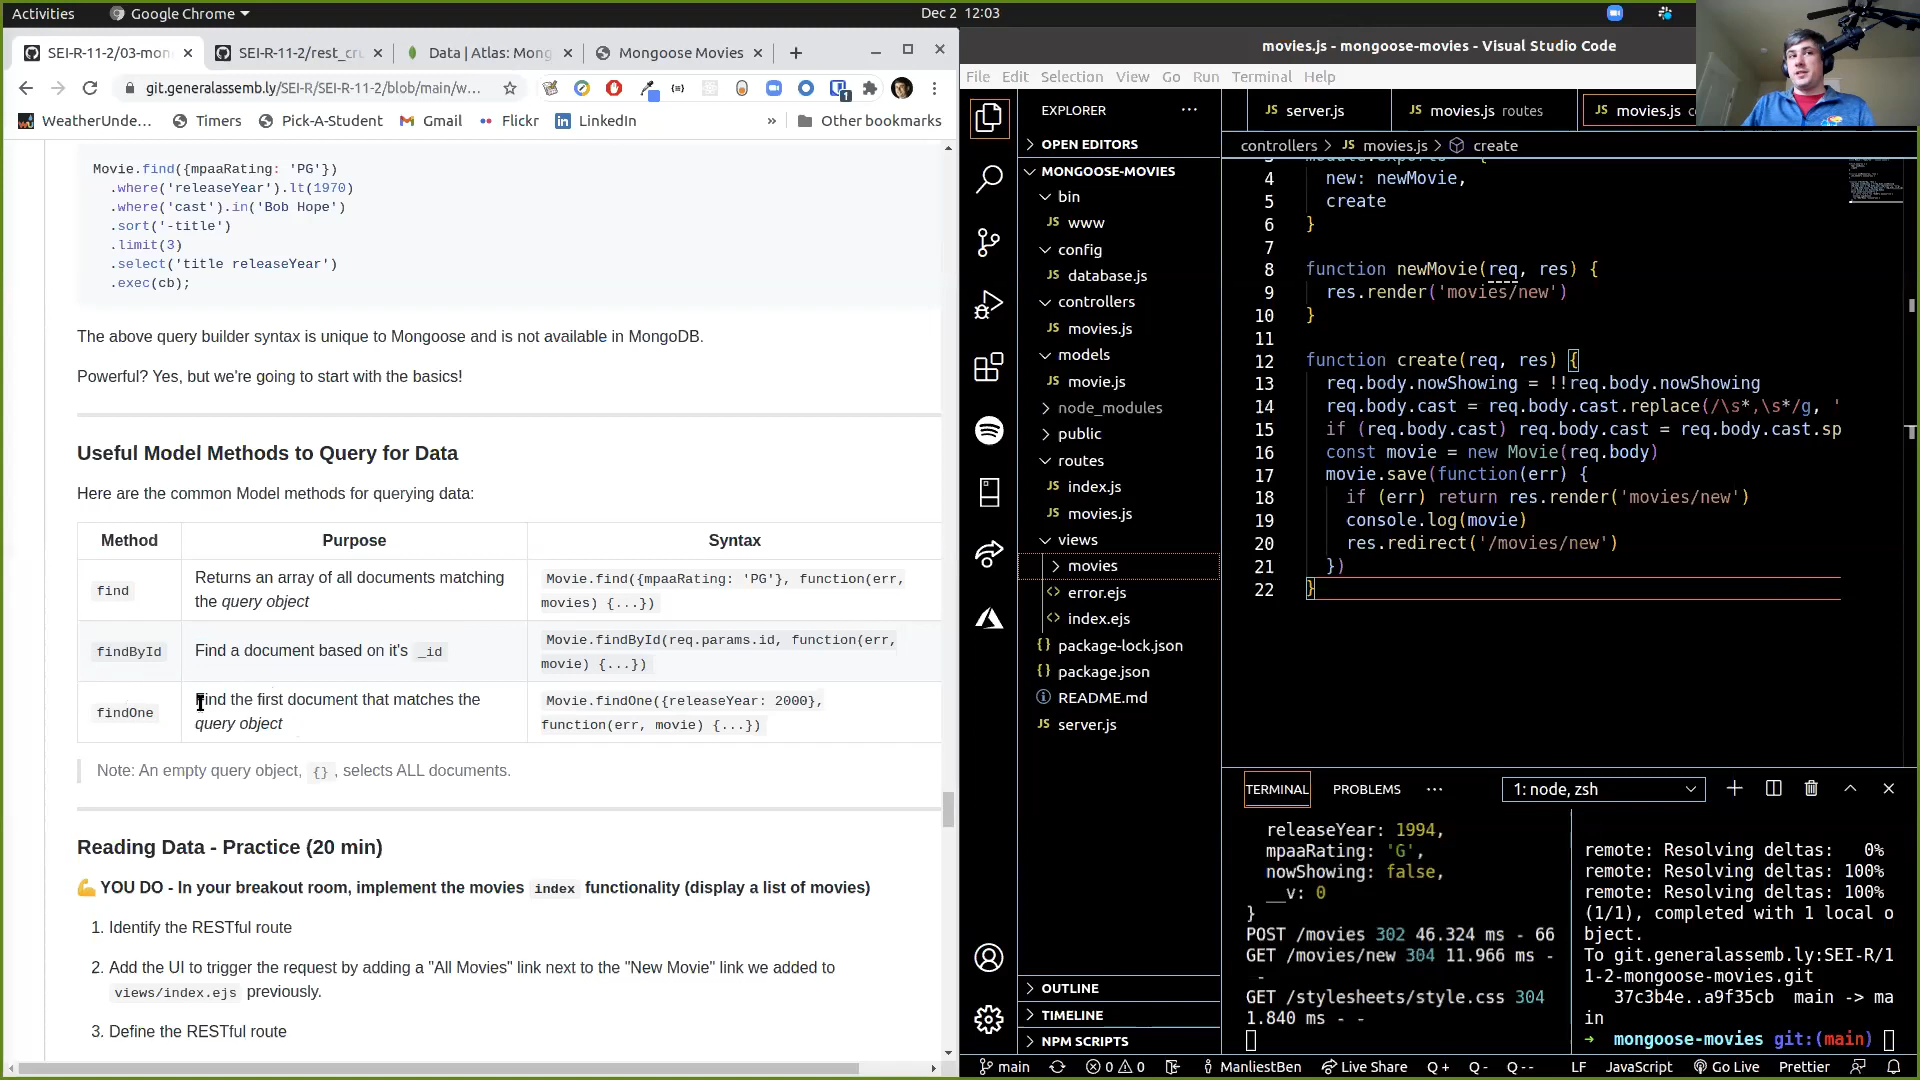 Activities
Google Chrome
Dec 2 12:03
SEI-R-11-2/03-mon
SEI-R-11-2/rest_cru
Data | Atlas: Mong
Mongoose Movies
git.generalassemb.ly/SEI-R/SEI-R-11-2/blob/main/w...
1
WeatherUnde...
Timers
Pick-A-Student
Gmail
Flickr
LinkedIn
»
Other bookmarks
Movie.find({mpaaRating: 'PG'})
.where('releaseYear').lt(1970)
.where('cast').in('Bob Hope')
.sort('-title')
.limit(3)
.select('title releaseYear')
.exec(cb);
The above query builder syntax is unique to Mongoose and is not available in MongoDB.
Powerful? Yes, but we're going to start with the basics!
Useful Model Methods to Query for Data
Here are the common Model methods for querying data:
Method
Purpose
Syntax
find
Returns an array of all documents matching
the query object
Movie.find({mpaaRating: 'PG'}, function(err,
movies) {...})
findById
Find a document based on it's _id
Movie.findById(req.params.id, function(err,
movie) {...})
findOne
Find the first document that matches the
query object
Movie.findOne({releaseYear: 2000},
function(err, movie) {...})
Note: An empty query object, {}, selects ALL documents.
Reading Data - Practice (20 min)
💪 YOU DO - In your breakout room, implement the movies index functionality (display a list of movies)
1. Identify the RESTful route
2. Add the UI to trigger the request by adding a "All Movies" link next to the "New Movie" link we added to
views/index.ejs previously.
3. Define the RESTful route
movies.js - mongoose-movies - Visual Studio Code
File Edit Selection View Go Run Terminal Help
EXPLORER
OPEN EDITORS
MONGOOSE-MOVIES
bin
JS www
config
JS database.js
controllers
JS movies.js
models
JS movie.js
node_modules
public
routes
JS index.js
JS movies.js
views
movies
<> error.ejs
<> index.ejs
{} package-lock.json
{} package.json
README.md
JS server.js
OUTLINE
TIMELINE
NPM SCRIPTS
JS server.js
JS movies.js routes
JS movies.js
controllers > JS movies.js > create
4 new: newMovie,
5 create
6 }
7
8 function newMovie(req, res) {
9 res.render('movies/new')
10 }
11
12 function create(req, res) {
13 req.body.nowShowing = !!req.body.nowShowing
14 req.body.cast = req.body.cast.replace(/\s*,\s*/g, '
15 if (req.body.cast) req.body.cast = req.body.cast.sp
16 const movie = new Movie(req.body)
17 movie.save(function(err) {
18 if (err) return res.render('movies/new')
19 console.log(movie)
20 res.redirect('/movies/new')
21 })
22 }
TERMINAL
PROBLEMS
...
1: node, zsh
releaseYear: 1994,
mpaaRating: 'G',
nowShowing: false,
__v: 0
}
POST /movies 302 46.324 ms - 66
GET /movies/new 304 11.966 ms -
-
GET /stylesheets/style.css 304
1.840 ms - -
remote: Resolving deltas: 0%
remote: Resolving deltas: 100%
remote: Resolving deltas: 100%
(1/1), completed with 1 local o
bject.
To git.generalassemb.ly:SEI-R/1
1-2-mongoose-movies.git
37c3b4e..a9f35cb main -> ma
in
➜ mongoose-movies git:(main)
main
0
0
ManliestBen
Live Share
Q +
Q -
Q --
LF
JavaScript
Go Live
Prettier